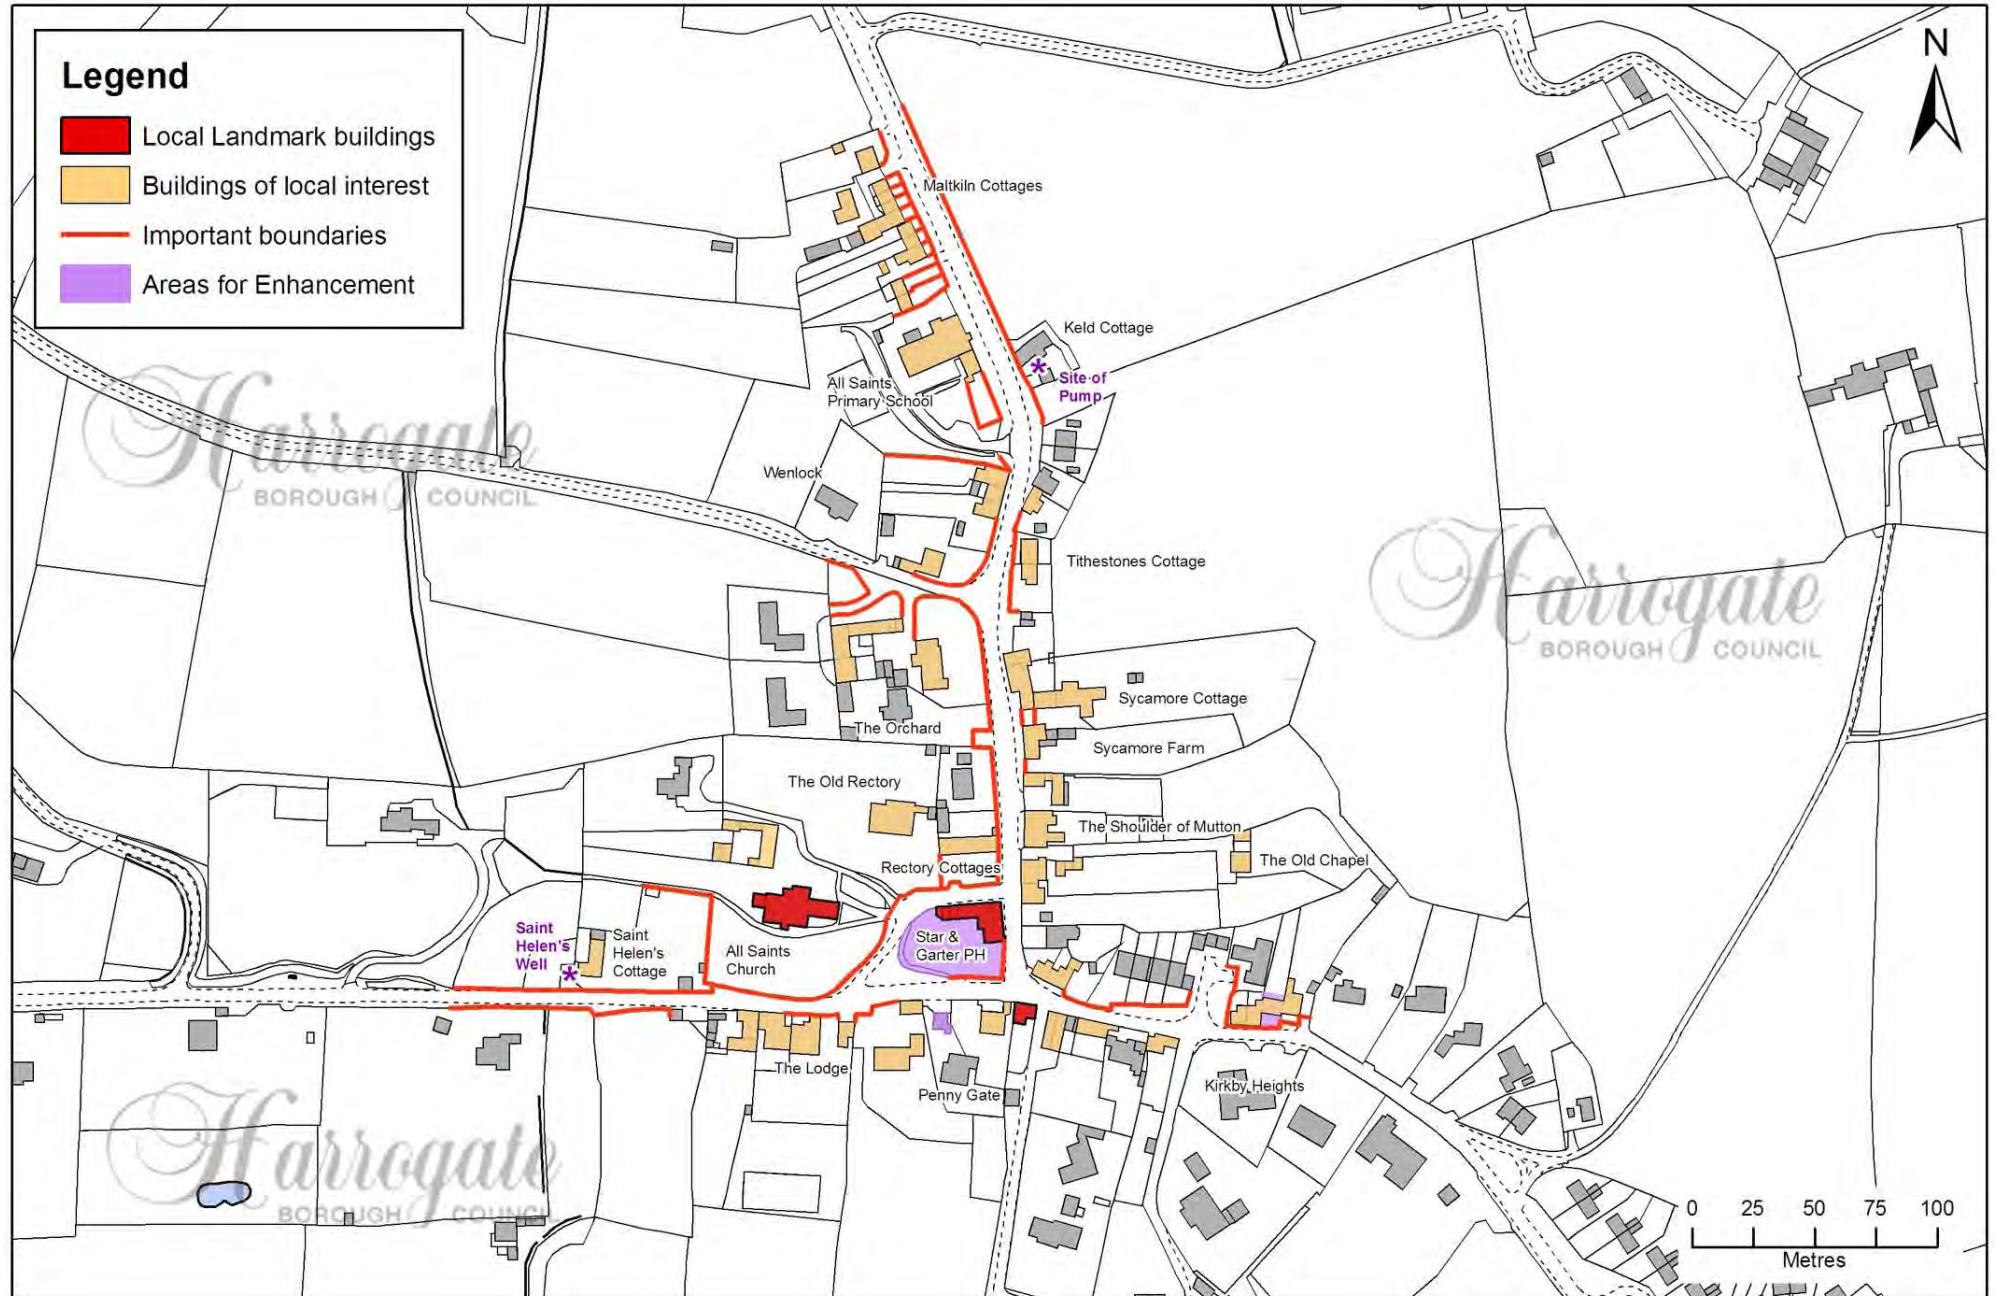 Legend
Local Landmark buildings
Buildings of local interest
Important boundaries
Areas for Enhancement
N
Maltkiln Cottages
Keld Cottage
Site of
Pump
All Saints
Primary School
Harrogate
BOROUGH COUNCIL
Wenlock
Tithestones Cottage
Harrogate
BOROUGH COUNCIL
Sycamore Cottage
The Orchard
Sycamore Farm
The Old Rectory
The Shoulder of Mutton
The Old Chapel
Rectory Cottages
Saint
Helen's
Well
Saint
Helen's
Cottage
All Saints
Church
Star &
Garter PH
The Lodge
Penny Gate
Kirkby Heights
Harrogate
BOROUGH COUNCIL
0 25 50 75 100
Metres